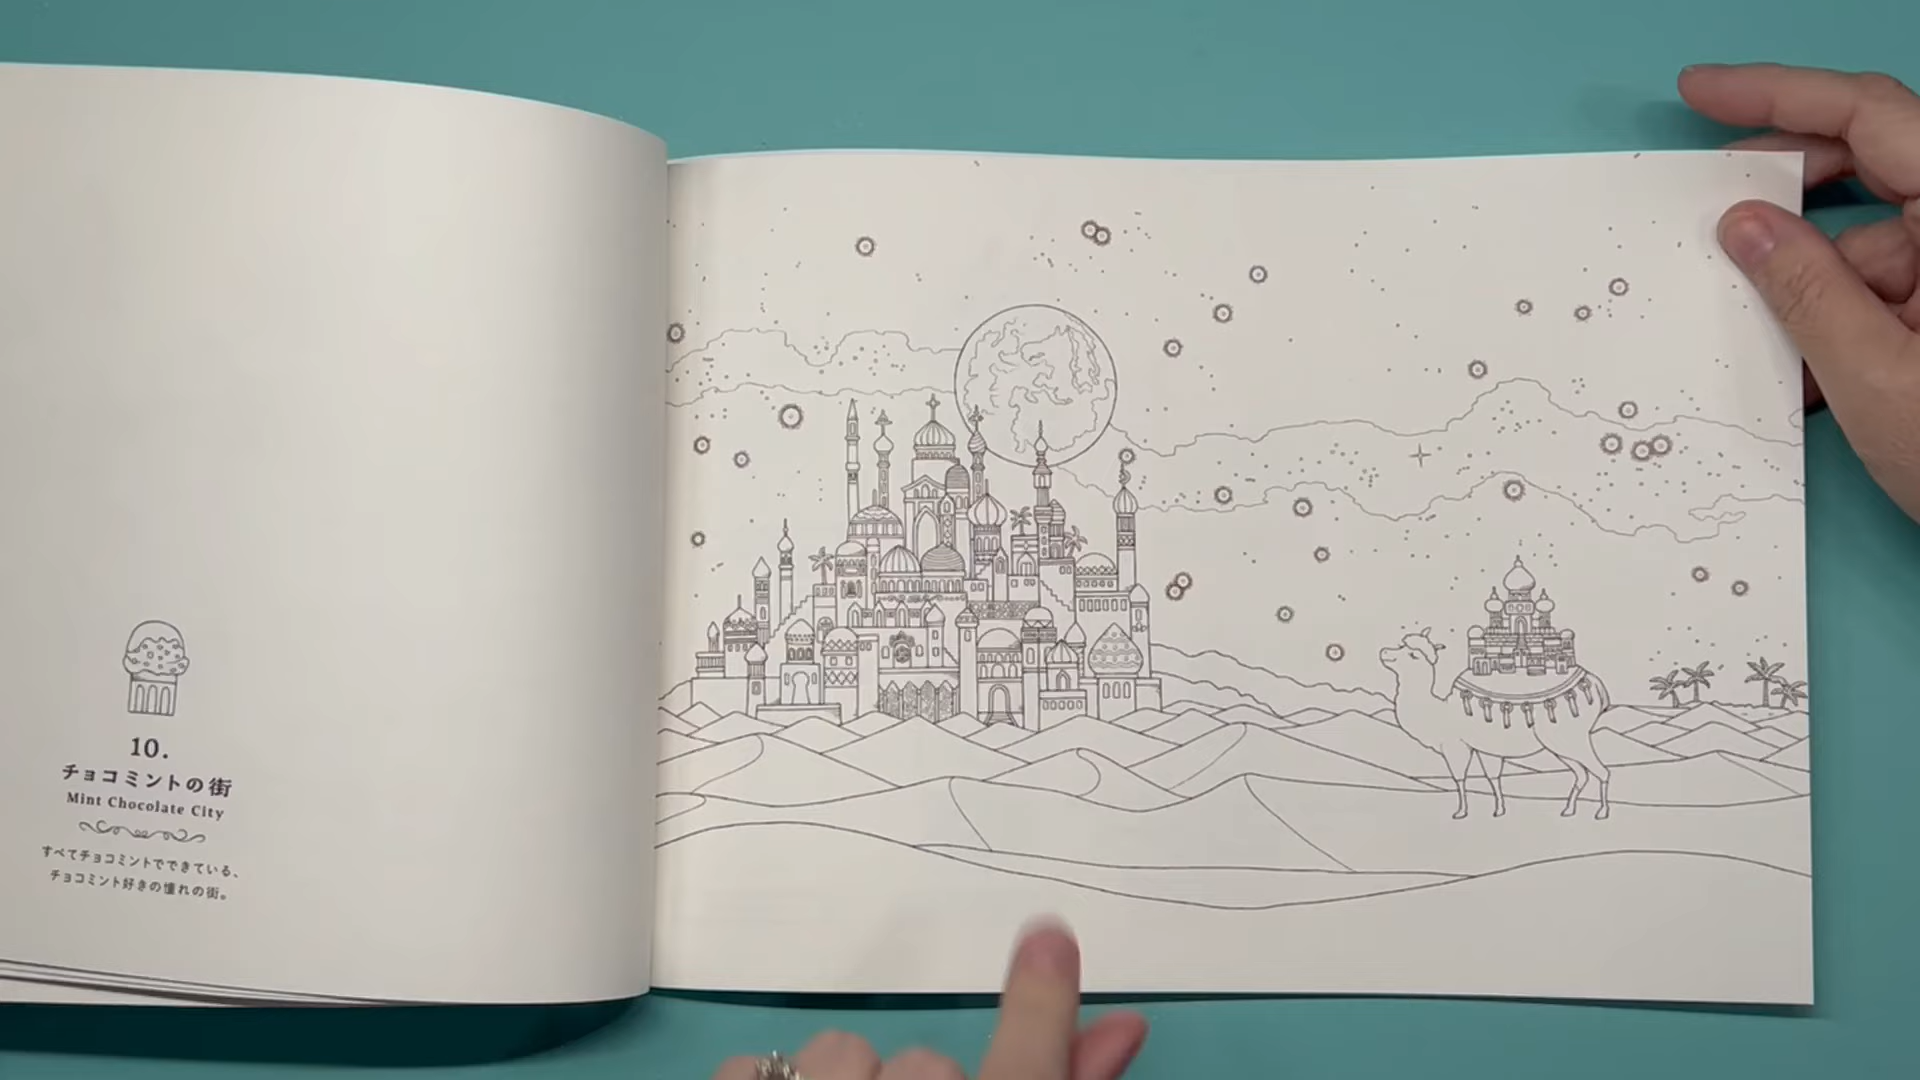 10.
チョコミントの街
Mint Chocolate City
すべてチョコミントでできている、
チョコミント好きの憧れの街。